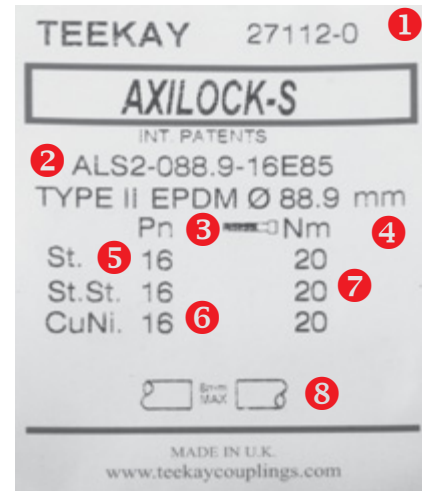 TEEKAY 27112-0 1
AXILOCK-S
INT. PATENTS
2 ALS2-088.9-16E85
TYPE II EPDM Ø 88.9 mm
Pn 3 Nm 4
St. 5 16 20
St.St. 16 20 7
CuNi. 16 6 20
6mm 8
MAX
MADE IN U.K.
www.teekaycouplings.com